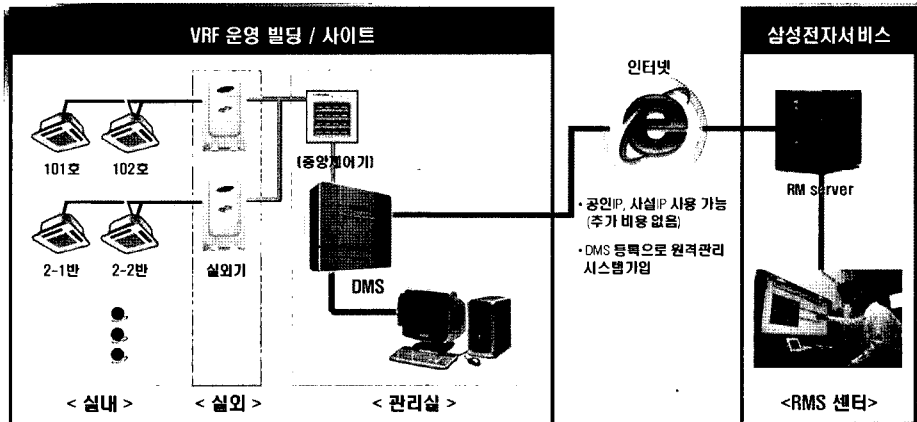 VRF 운영 빌딩 / 사이트
삼성전자서비스
인터넷
101호
102호
(중앙제어기)
RM server
• 공인IP, 사설IP 사용 가능
(추가 비용 없음)
• DMS 등록으로 원격관리
시스템가입
2-1반
2-2반
실외기
DMS
< 실내 >
< 실외 >
< 관리실 >
<RMS 센터>